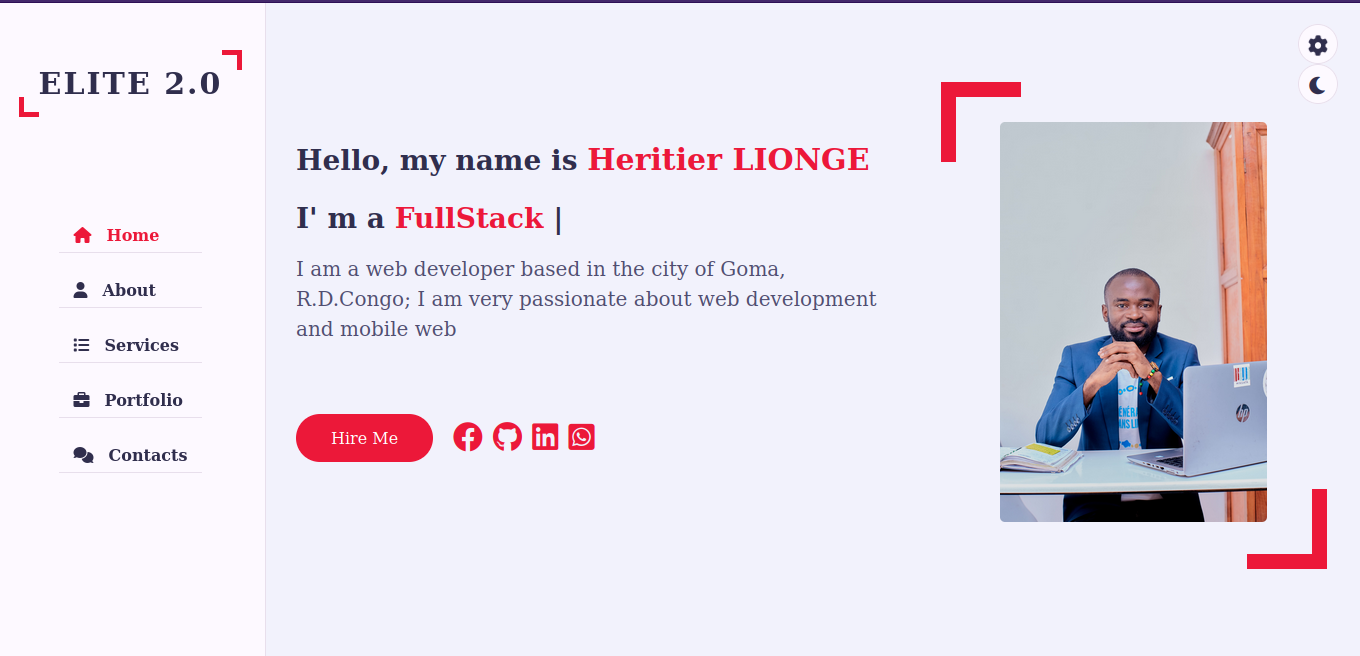 ELITE 2.0
Home
About
Services
Portfolio
Contacts
Hello, my name is Heritier LIONGE
I' m a FullStack |
I am a web developer based in the city of Goma,
R.D.Congo; I am very passionate about web development
and mobile web
Hire Me
hp